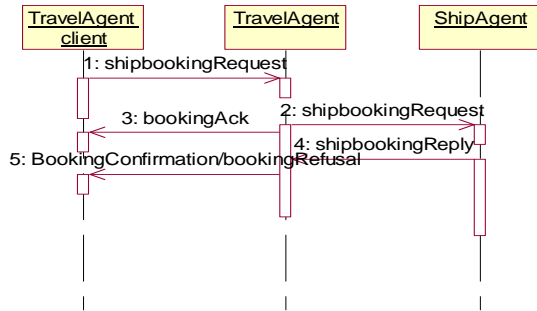 TravelAgent
client
TravelAgent
ShipAgent
1: shipbookingRequest
2: shipbookingRequest
3: bookingAck
4: shipbookingReply
5: BookingConfirmation/bookingRefusal